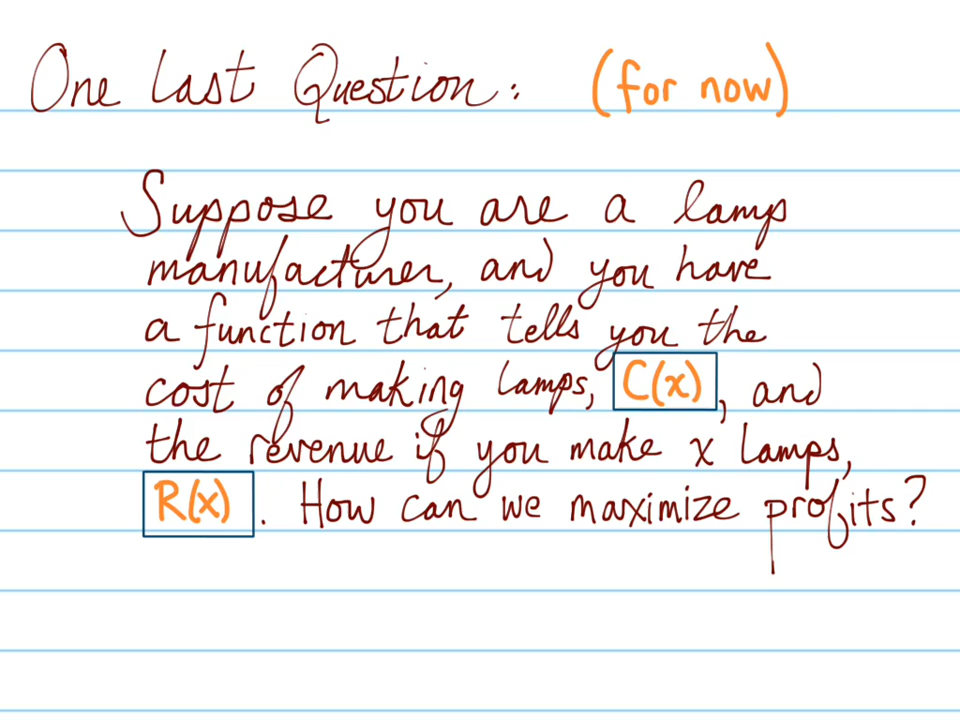 One Last Question: (for now)
Suppose you are a lamp
manufacturer, and you have
a function that tells you the
cost of making lamps, C(x), and
the revenue if you make x lamps,
R(x). How can we maximize profits?